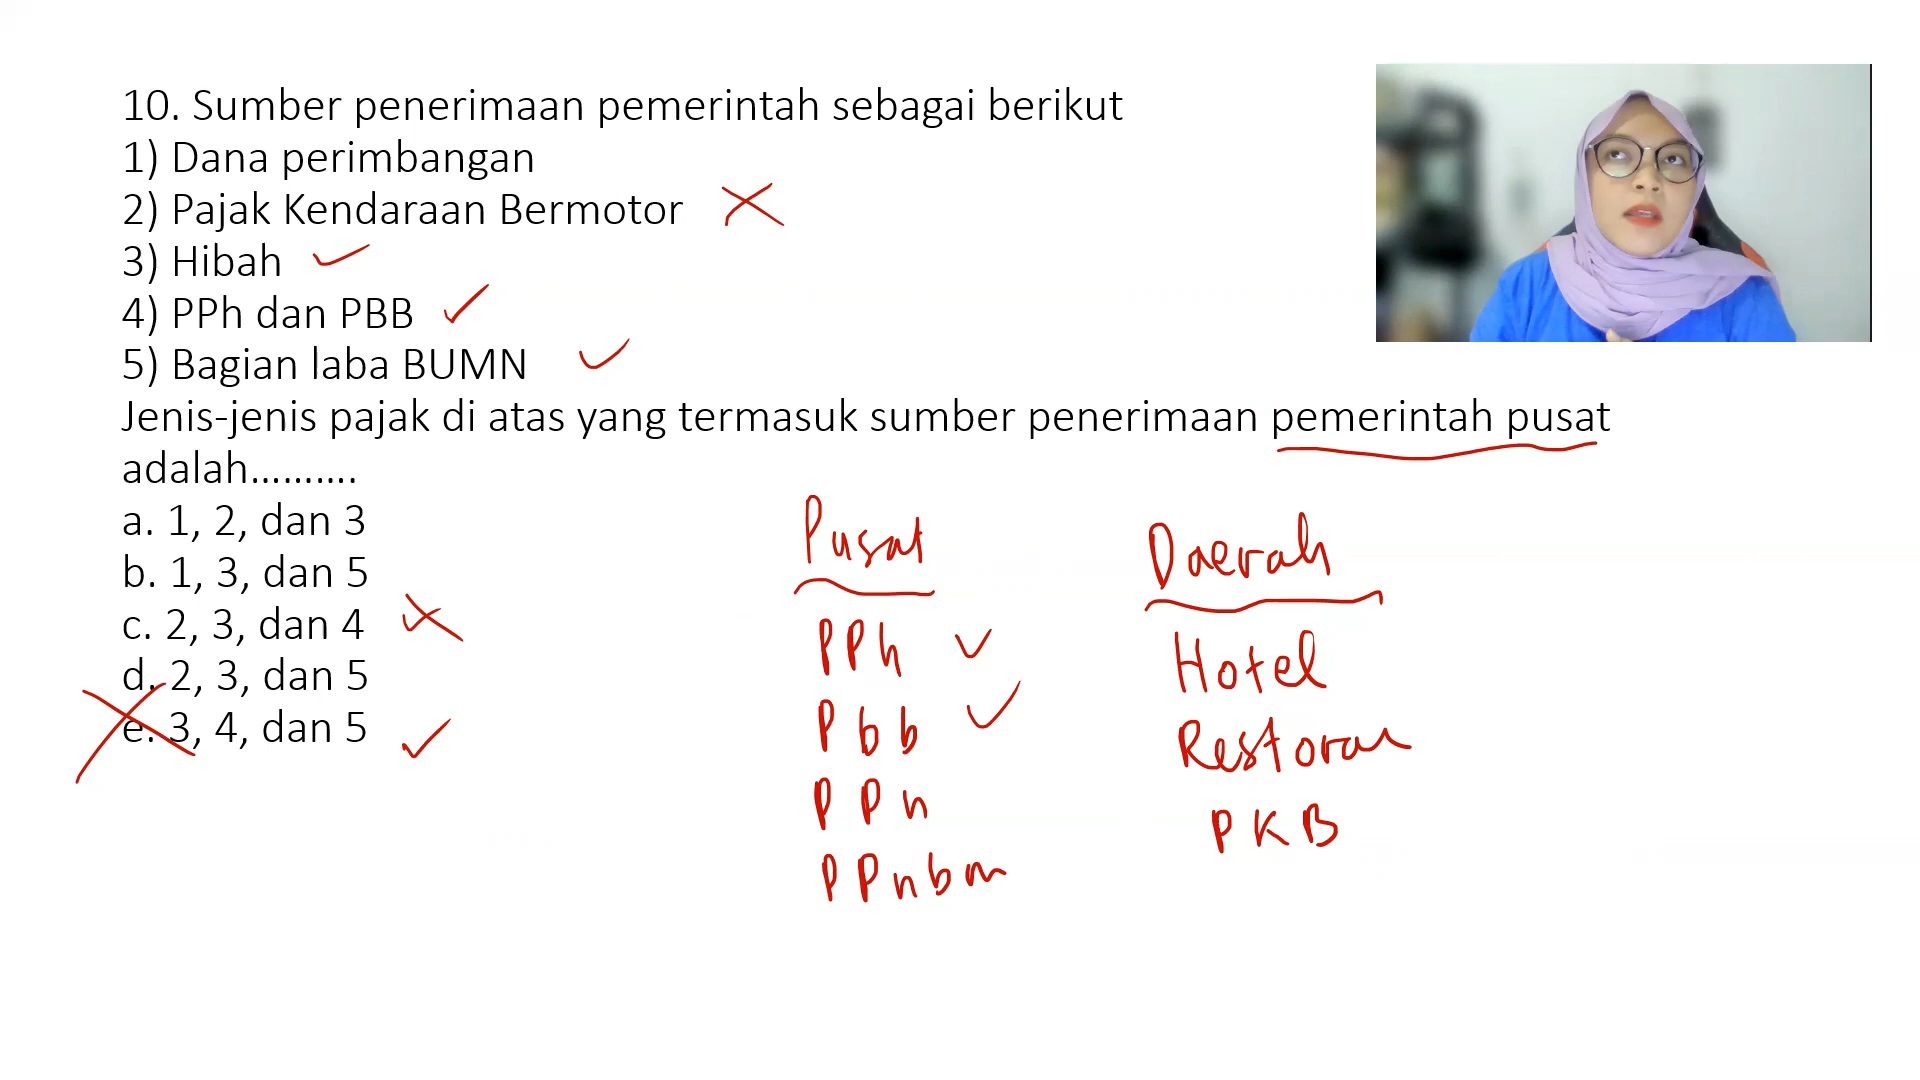 10. Sumber penerimaan pemerintah sebagai berikut
1) Dana perimbangan
2) Pajak Kendaraan Bermotor
3) Hibah
4) PPh dan PBB
5) Bagian laba BUMN
Jenis-jenis pajak di atas yang termasuk sumber penerimaan pemerintah pusat
adalah..........
a. 1, 2, dan 3
b. 1, 3, dan 5
c. 2, 3, dan 4
d. 2, 3, dan 5
e. 3, 4, dan 5
Pusat
PPh
Pbb
PPn
PPnbm
Daerah
Hotel
Restoran
PKB